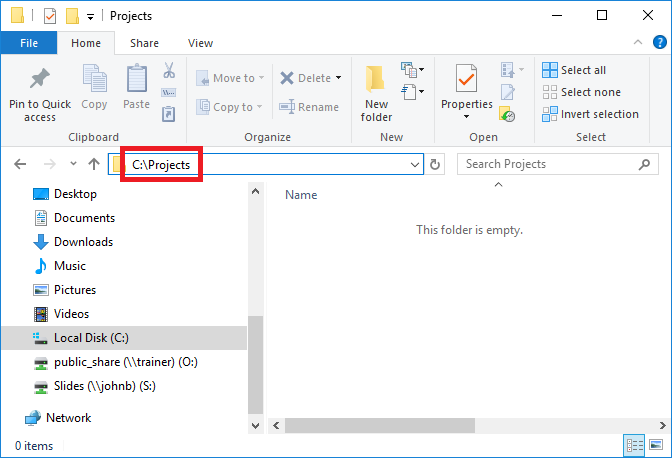 Projects
File Home Share View
Pin to Quick access
Copy
Paste
Clipboard
Move to
Copy to
Delete
Rename
Organize
New folder
New
Properties
Open
Select all
Select none
Invert selection
Select
C:\Projects
Search Projects
Desktop
Documents
Downloads
Music
Pictures
Videos
Local Disk (C:)
public_share (\\trainer) (O:)
Slides (\\johnb) (S:)
Network
Name
This folder is empty.
0 items